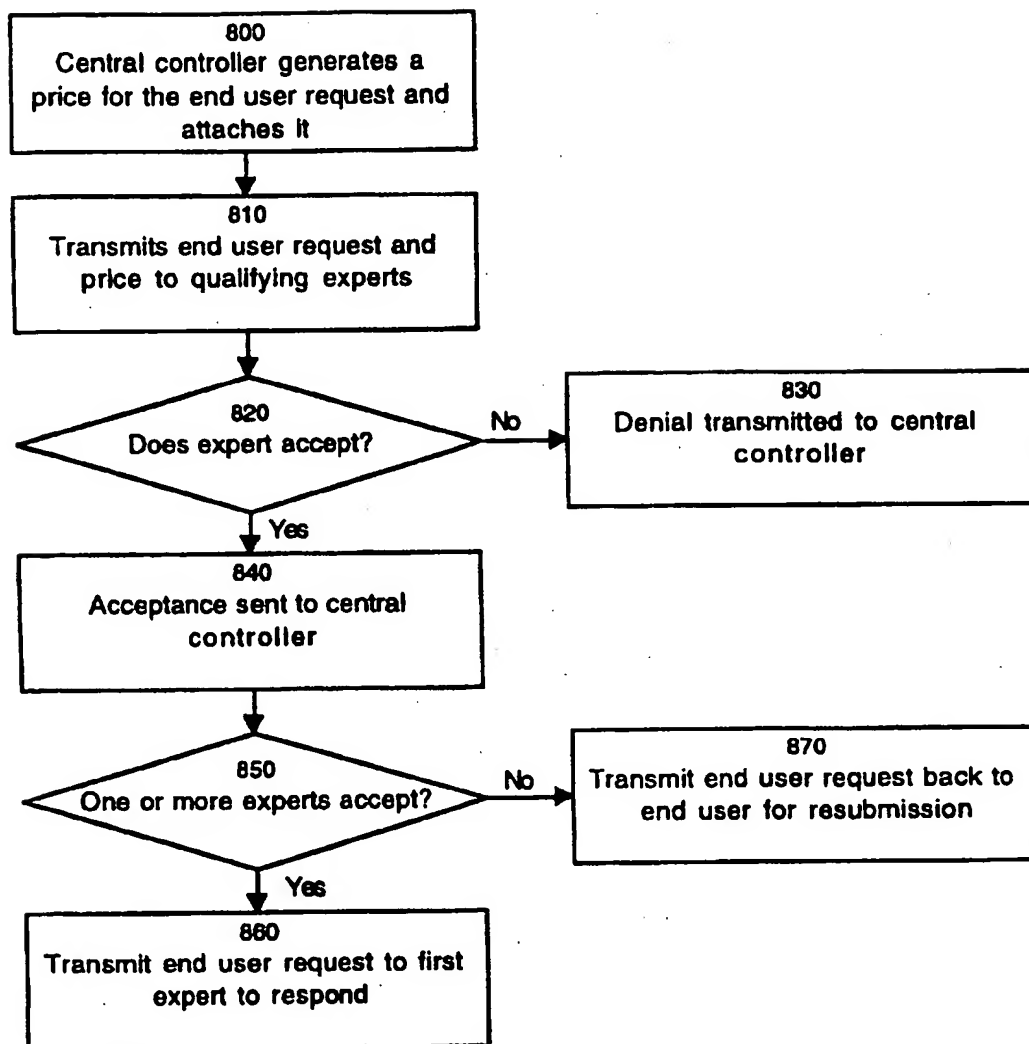 800
Central controller generates a
price for the end user request and
attaches it
810
Transmits end user request and
price to qualifying experts
820
Does expert accept?
No
830
Denial transmitted to central
controller
Yes
840
Acceptance sent to central
controller
850
One or more experts accept?
No
870
Transmit end user request back to
end user for resubmission
Yes
860
Transmit end user request to first
expert to respond